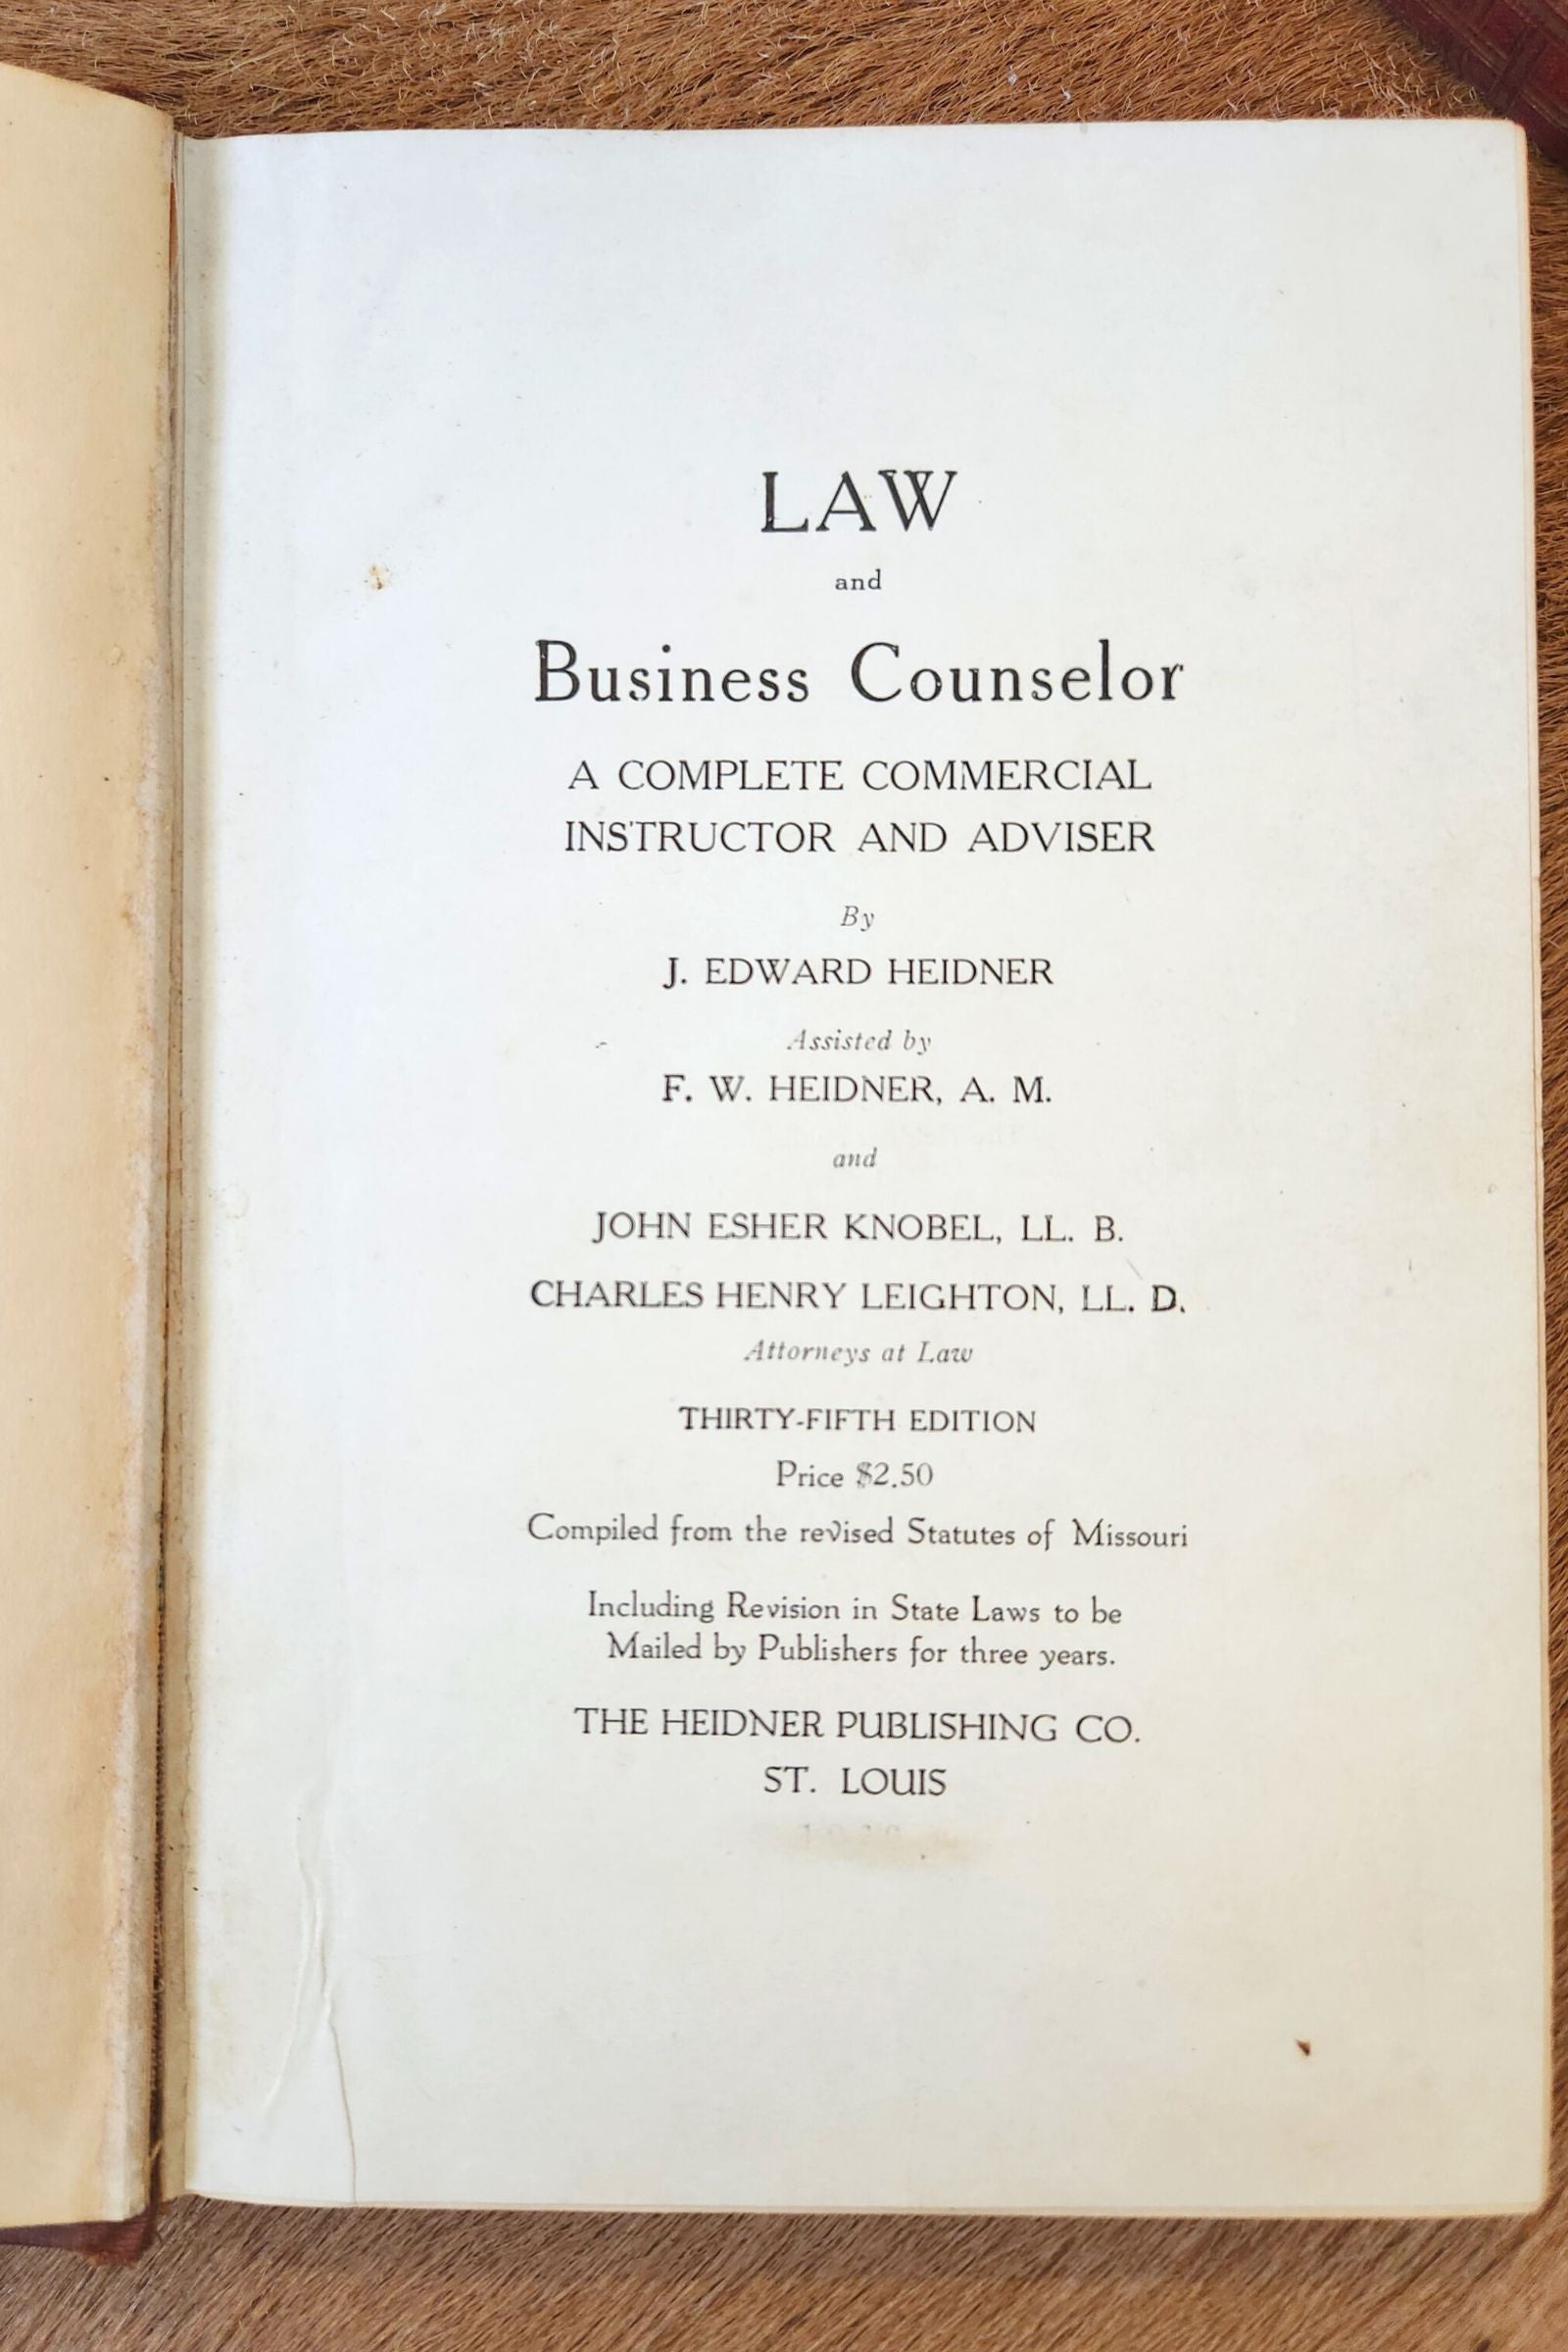 LAW
and
Business Counselor
A COMPLETE COMMERCIAL
INSTRUCTOR AND ADVISER
By
J. EDWARD HEIDNER
Assisted by
F. W. HEIDNER, A. M.
and
JOHN ESHER KNOBEL, LL. B.
CHARLES HENRY LEIGHTON, LL. D.
Attorneys at Law
THIRTY-FIFTH EDITION
Price $2.50
Compiled from the revised Statutes of Missouri
Including Revision in State Laws to be
Mailed by Publishers for three years.
THE HEIDNER PUBLISHING CO.
ST. LOUIS